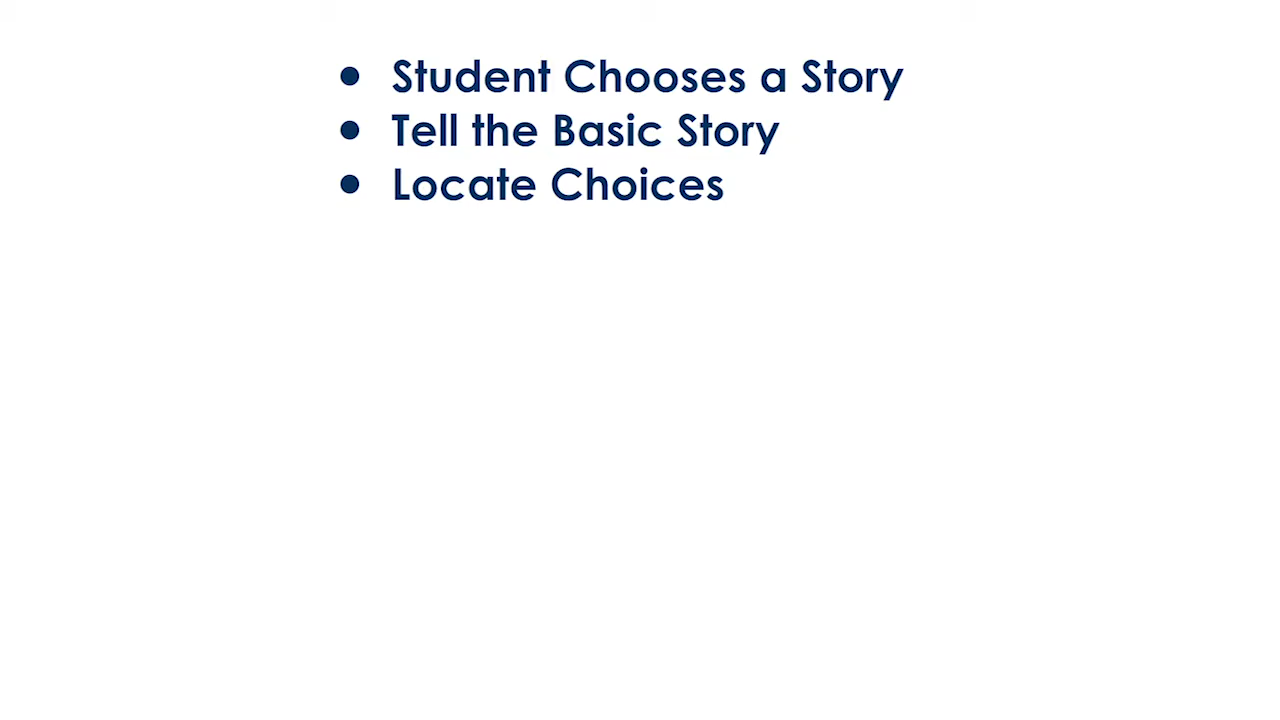 • Student Chooses a Story
• Tell the Basic Story
• Locate Choices